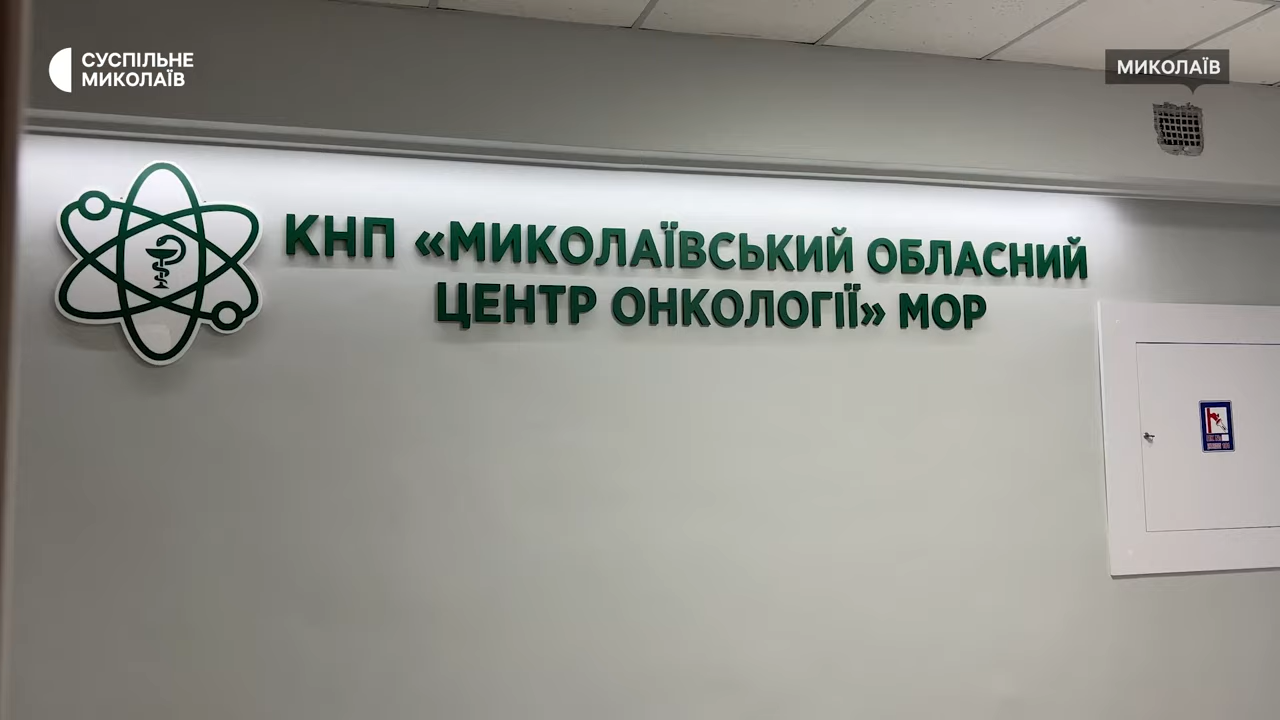 СУСПІЛЬНЕ
МИКОЛАЇВ
МИКОЛАЇВ
КНП «МИКОЛАЇВСЬКИЙ ОБЛАСНИЙ
ЦЕНТР ОНКОЛОГІЇ» МОР